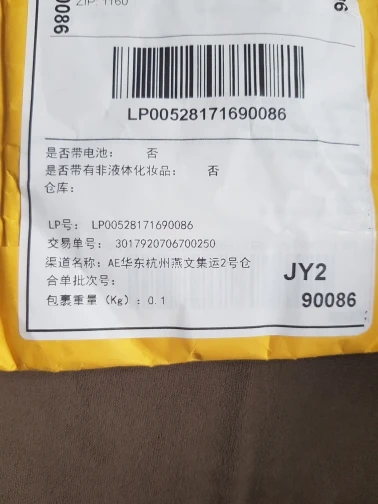 ZIP: 1160
90086
LP00528171690086
是否带电池： 否
是否带有非液体化妆品： 否
仓库：
LP号： LP00528171690086
交易单号： 3017920706700250
渠道名称： AE华东杭州燕文集运2号仓
合单批次号：
包裹重量（Kg）：0.1
JY2
90086